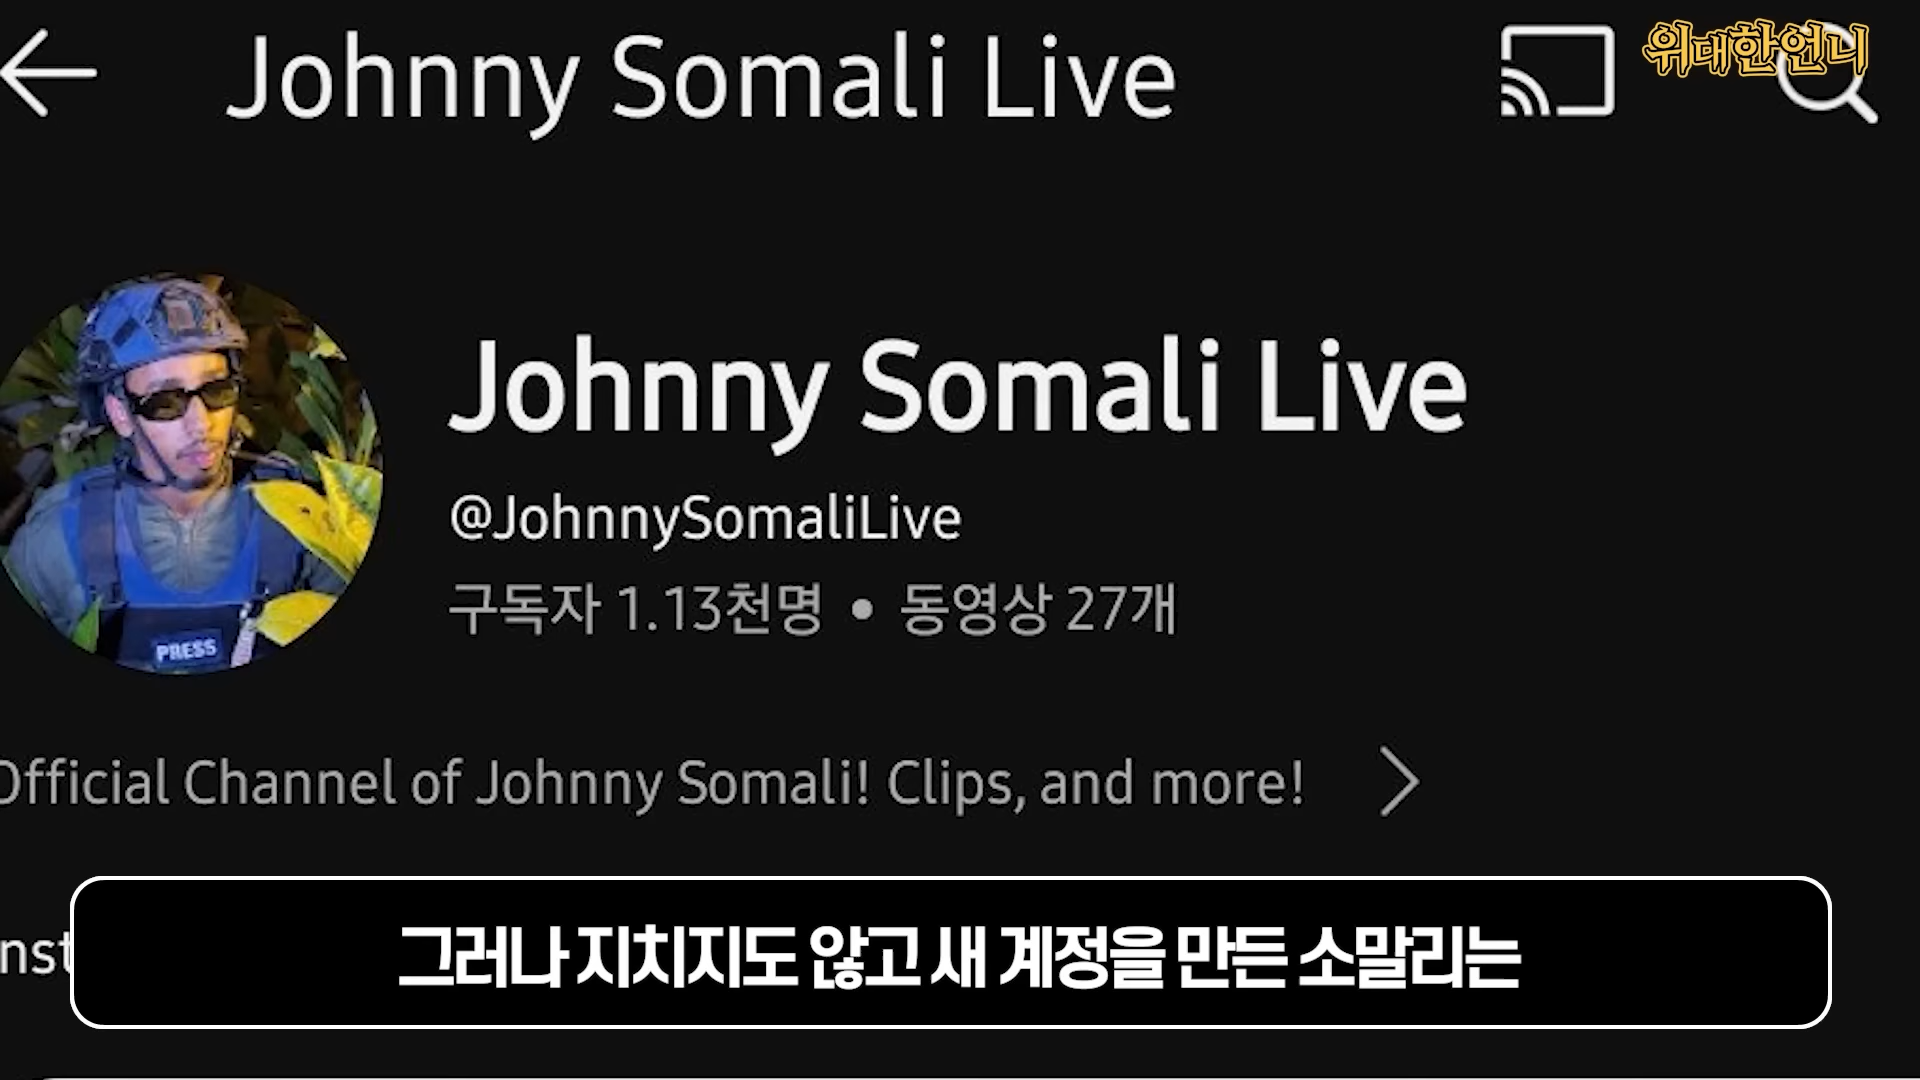 Johnny Somali Live
위대한언니
Johnny Somali Live
@JohnnySomaliLive
구독자 1.13천명 • 동영상 27개
PRESS
Official Channel of Johnny Somali! Clips, and more!
nst
그러나 지치지도 않고 새 계정을 만든 소말리는